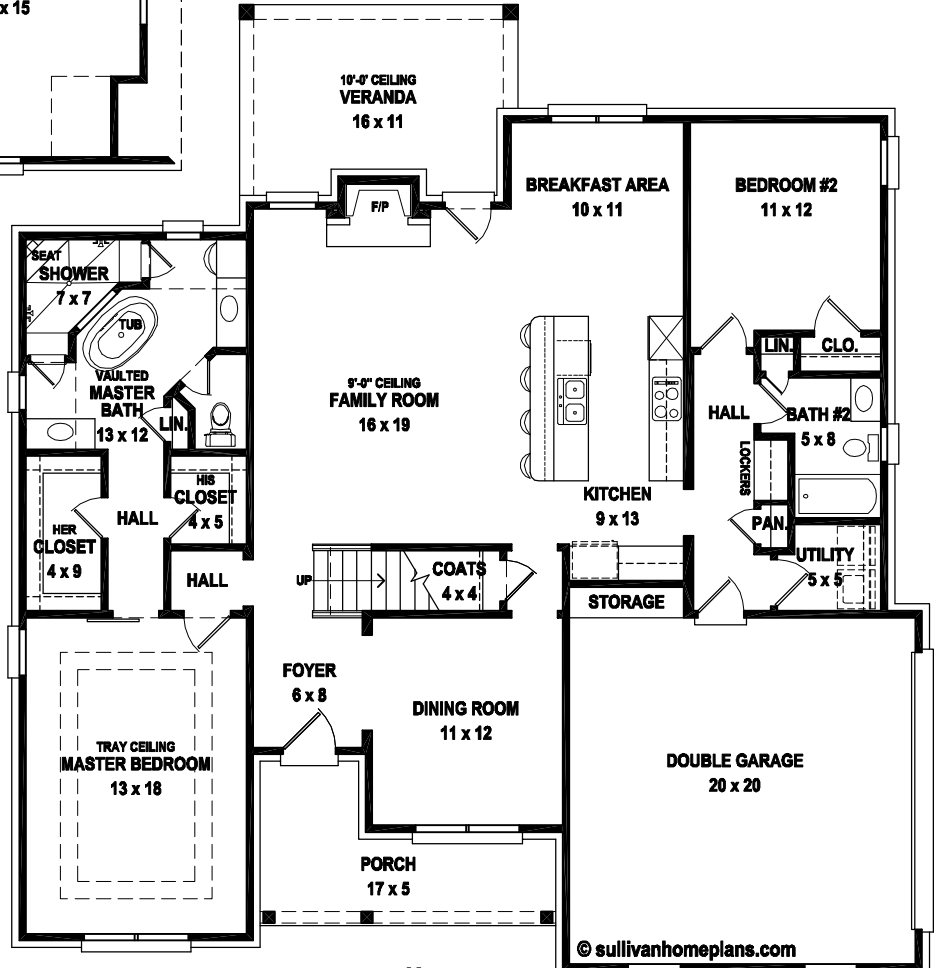 x 15
10'-0' CEILING
VERANDA
16 x 11
F/P
BREAKFAST AREA
10 x 11
BEDROOM #2
11 x 12
SEAT
SHOWER
7 x 7
TUB
VAULTED
MASTER
BATH
13 x 12
LIN.
9'-0" CEILING
FAMILY ROOM
16 x 19
LIN.
CLO.
HALL
BATH #2
5 x 8
LOCKERS
KITCHEN
9 x 13
PAN.
UTILITY
5 x 5
HIS
CLOSET
4 x 5
HALL
HER
CLOSET
4 x 9
HALL
UP
COATS
4 x 4
STORAGE
FOYER
6 x 8
DINING ROOM
11 x 12
TRAY CEILING
MASTER BEDROOM
13 x 18
DOUBLE GARAGE
20 x 20
PORCH
17 x 5
© sullivanhomeplans.com